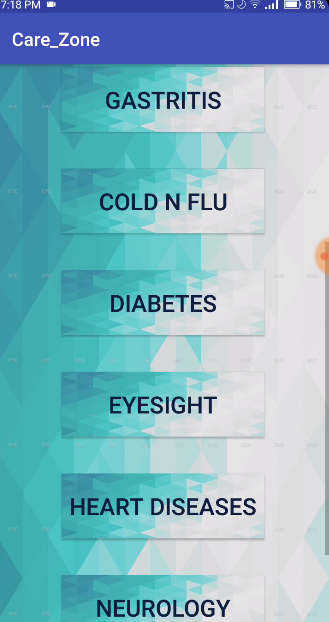 7:18 PM 81%
Care_Zone
GASTRITIS
COLD N FLU
DIABETES
EYESIGHT
HEART DISEASES
NEUROLOGY